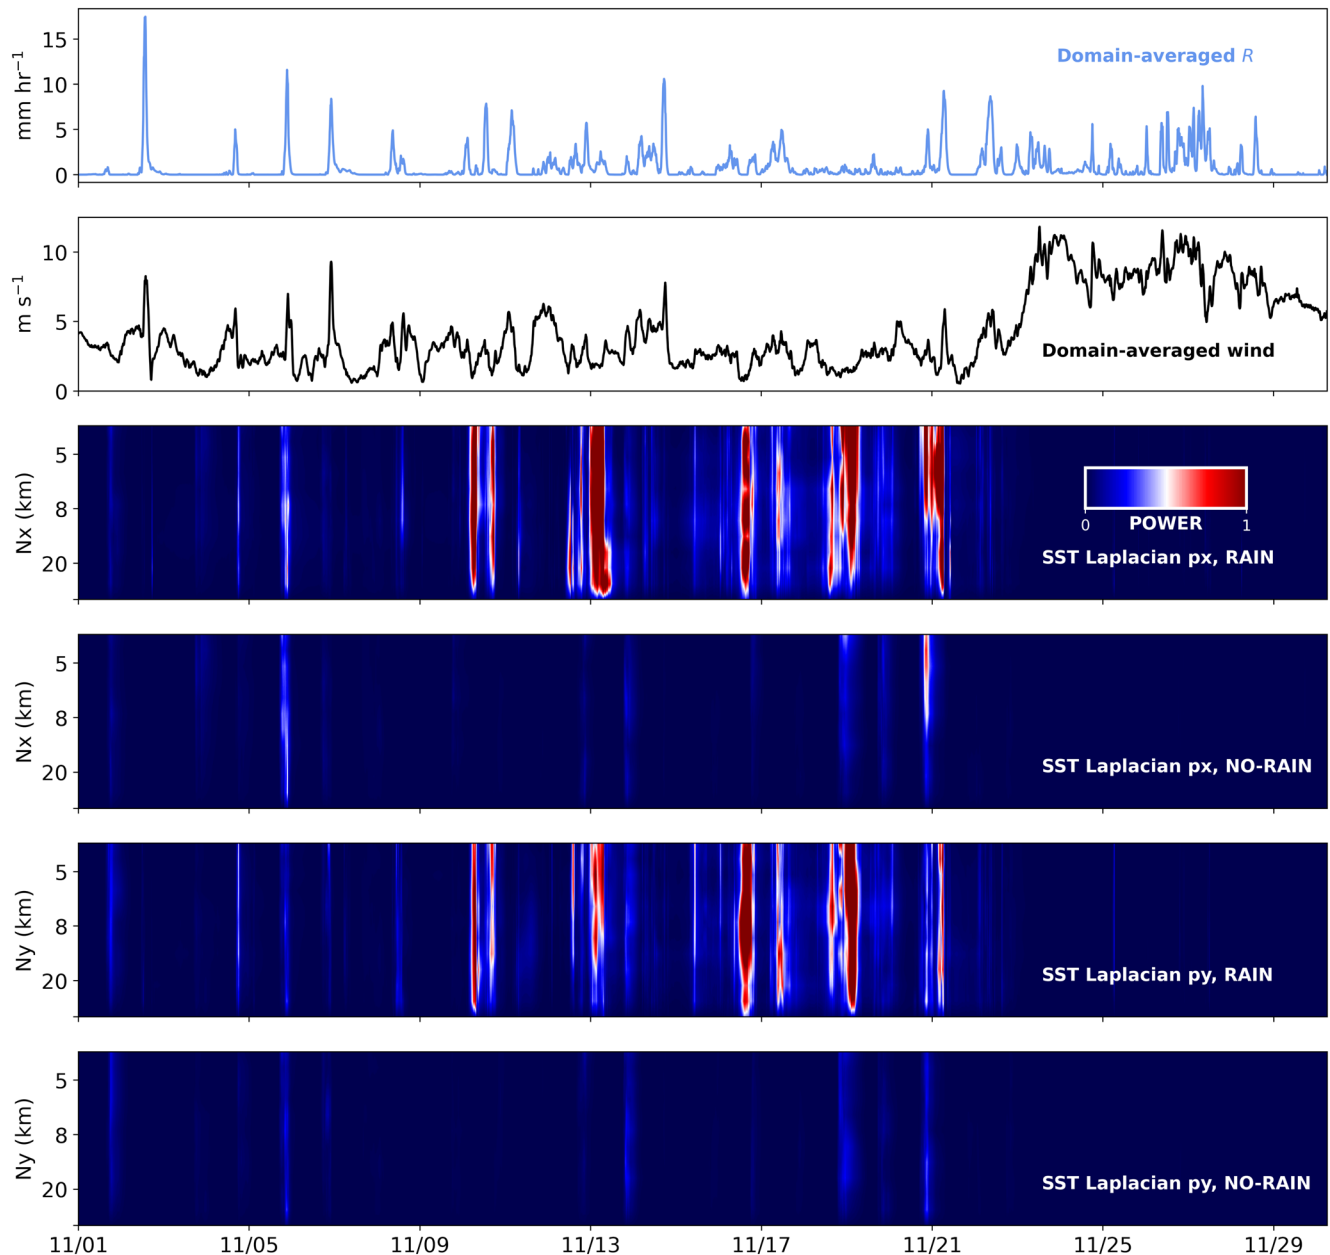 15
10
5
0
mm hr⁻¹
Domain-averaged R
10
5
0
m s⁻¹
Domain-averaged wind
5
8
20
Nx (km)
0 POWER 1
SST Laplacian px, RAIN
5
8
20
Nx (km)
SST Laplacian px, NO-RAIN
5
8
20
Ny (km)
SST Laplacian py, RAIN
5
8
20
Ny (km)
SST Laplacian py, NO-RAIN
11/01 11/05 11/09 11/13 11/17 11/21 11/25 11/29